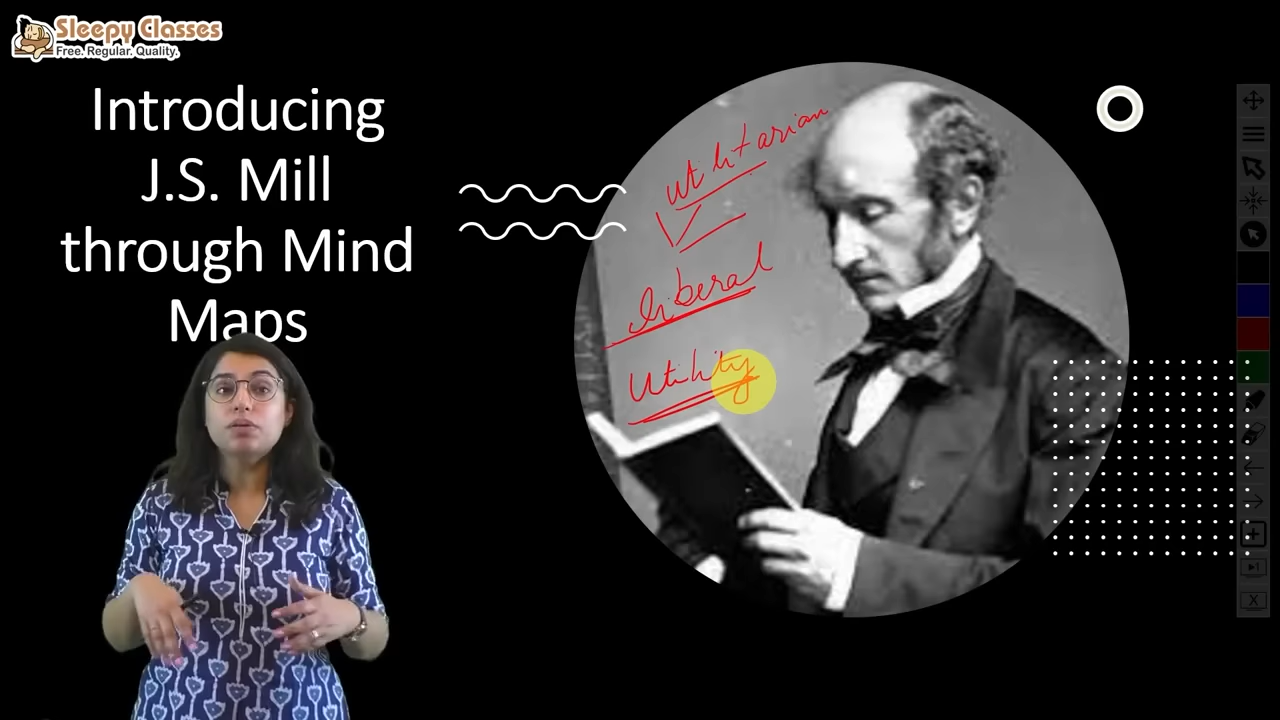 Sleepy Classes
Free. Regular. Quality.
Introducing
J.S. Mill
through Mind
Maps
utilitarian
liberal
Utility